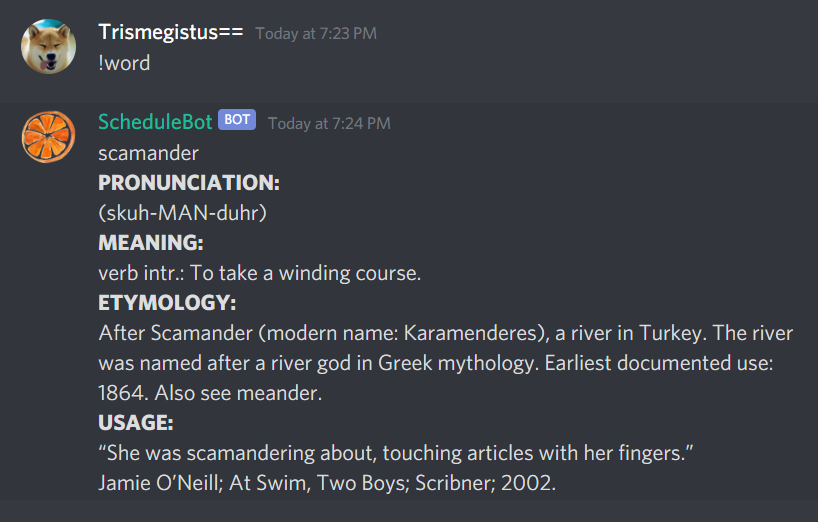 Trismegistus== Today at 7:23 PM
!word
ScheduleBot BOT Today at 7:24 PM
scamander
PRONUNCIATION:
(skuh-MAN-duhr)
MEANING:
verb intr.: To take a winding course.
ETYMOLOGY:
After Scamander (modern name: Karamenderes), a river in Turkey. The river
was named after a river god in Greek mythology. Earliest documented use:
1864. Also see meander.
USAGE:
“She was scamandering about, touching articles with her fingers.”
Jamie O’Neill; At Swim, Two Boys; Scribner; 2002.